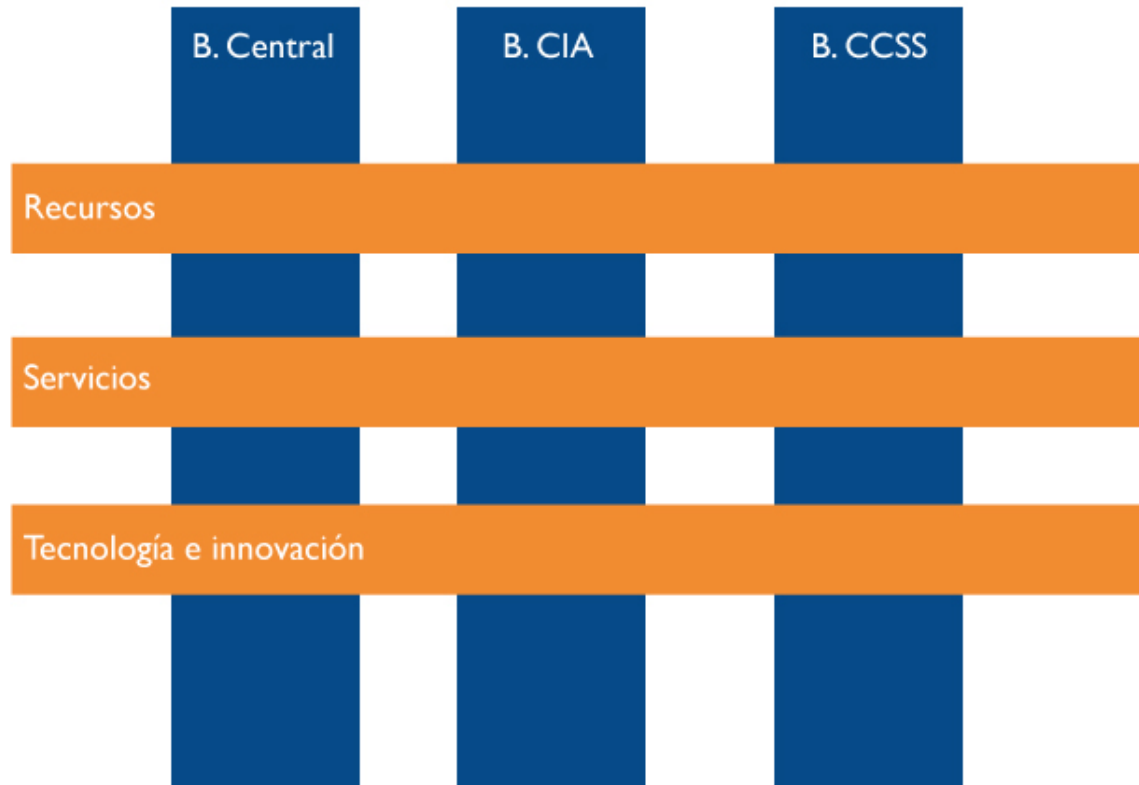 B. Central
B. CIA
B. CCSS
Recursos
Servicios
Tecnología e innovación